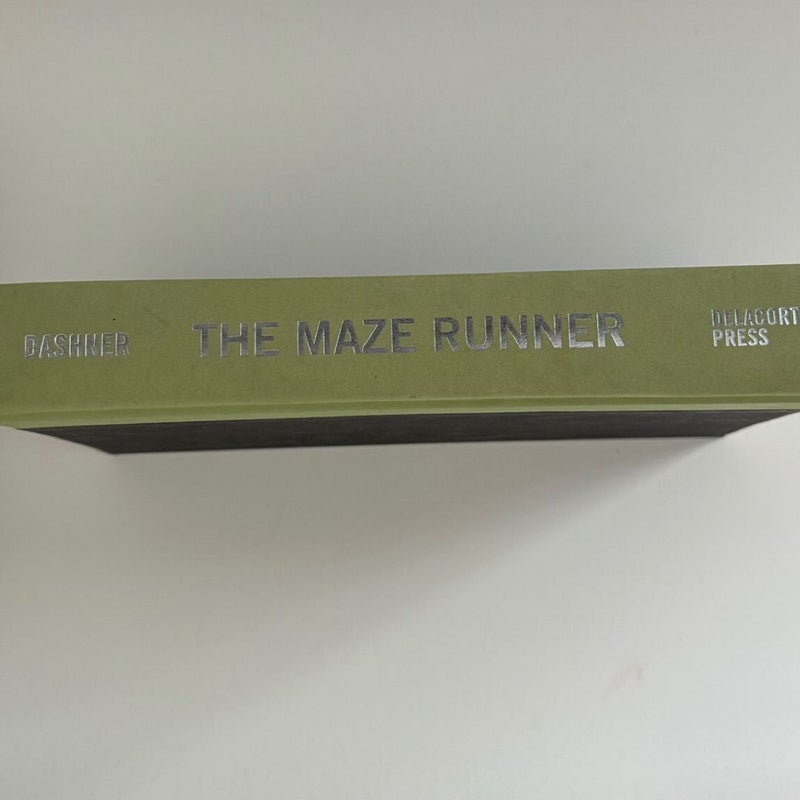 DASHNER
THE MAZE RUNNER
DELACORT
PRESS